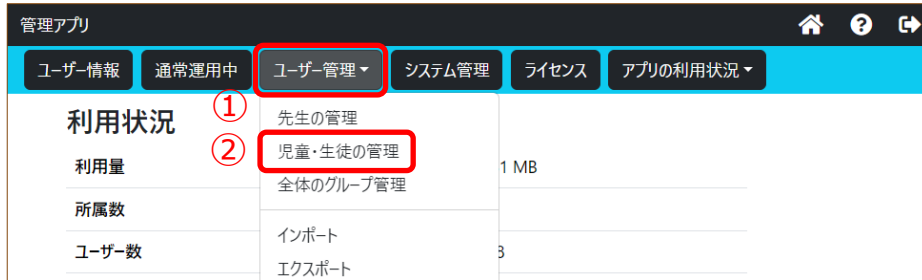 管理アプリ
ユーザー情報 通常運用中 ユーザー管理 システム管理 ライセンス アプリの利用状況
①
利用状況
先生の管理
②
児童・生徒の管理
利用量
1 MB
全体のグループ管理
所属数
インポート
ユーザー数
エクスポート